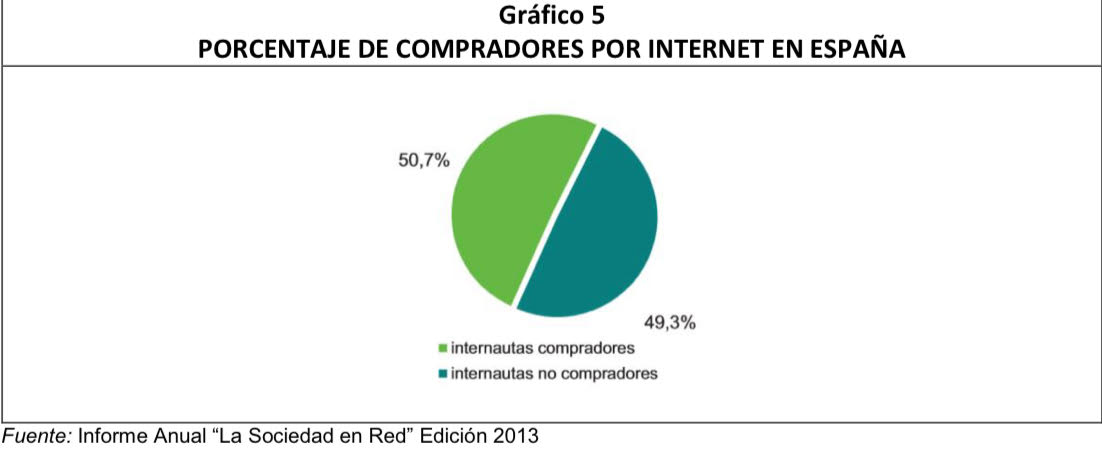 Gráfico 5
PORCENTAJE DE COMPRADORES POR INTERNET EN ESPAÑA
50,7%
49,3%
internautas compradores
internautas no compradores
Fuente: Informe Anual “La Sociedad en Red” Edición 2013